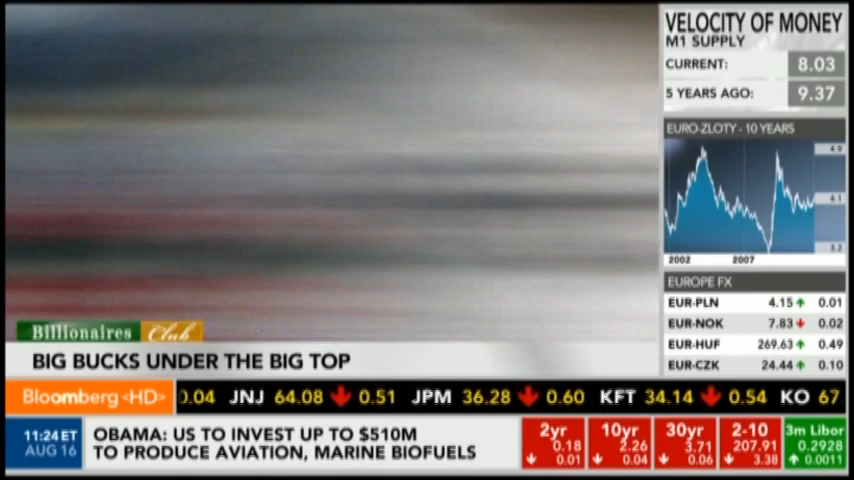 VELOCITY OF MONEY
M1 SUPPLY
CURRENT: 8.03
5 YEARS AGO: 9.37
EURO-ZLOTY - 10 YEARS
4.9
4.1
3.2
2002 2007
EUROPE FX
EUR-PLN 4.15 0.01
EUR-NOK 7.83 0.02
EUR-HUF 269.63 0.49
EUR-CZK 24.44 0.10
Billionaires Club
BIG BUCKS UNDER THE BIG TOP
Bloomberg <HD> 0.04 JNJ 64.08 0.51 JPM 36.28 0.60 KFT 34.14 0.54 KO 67
11:24 ET
AUG 16
OBAMA: US TO INVEST UP TO $510M
TO PRODUCE AVIATION, MARINE BIOFUELS
2yr
0.18
0.01
10yr
2.26
0.04
30yr
3.71
0.06
2-10
207.91
3.38
3m Libor
0.2928
0.0011